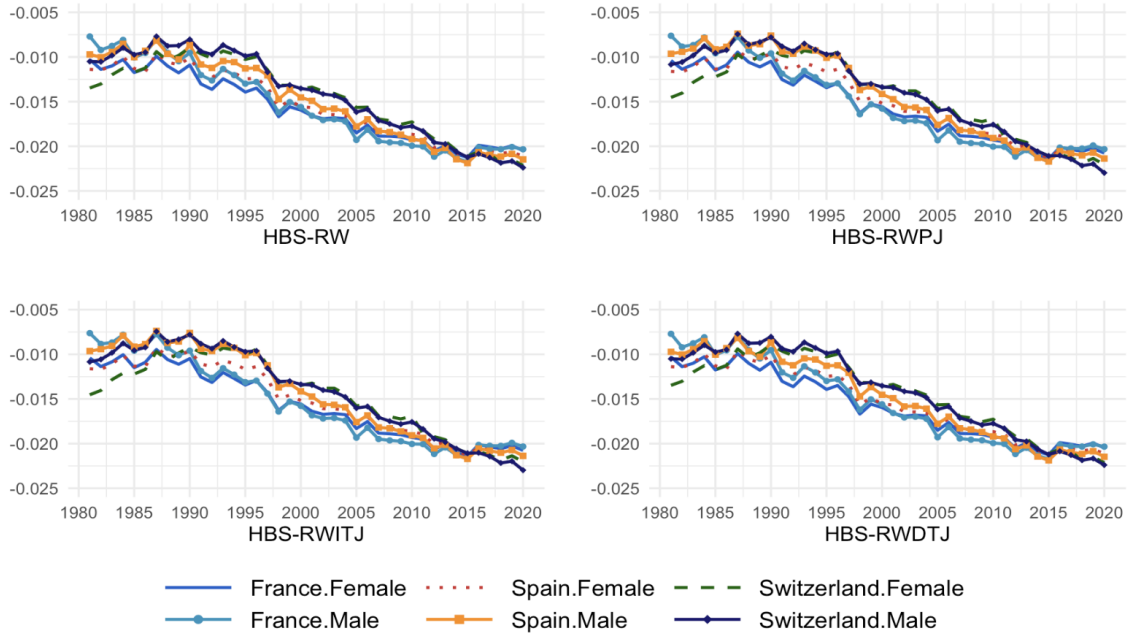 -0.005
-0.010
-0.015
-0.020
-0.025
1980 1985 1990 1995 2000 2005 2010 2015 2020
HBS-RW
-0.005
-0.010
-0.015
-0.020
-0.025
1980 1985 1990 1995 2000 2005 2010 2015 2020
HBS-RWPJ
-0.005
-0.010
-0.015
-0.020
-0.025
1980 1985 1990 1995 2000 2005 2010 2015 2020
HBS-RWITJ
-0.005
-0.010
-0.015
-0.020
-0.025
1980 1985 1990 1995 2000 2005 2010 2015 2020
HBS-RWDTJ
France.Female Spain.Female Switzerland.Female
France.Male Spain.Male Switzerland.Male